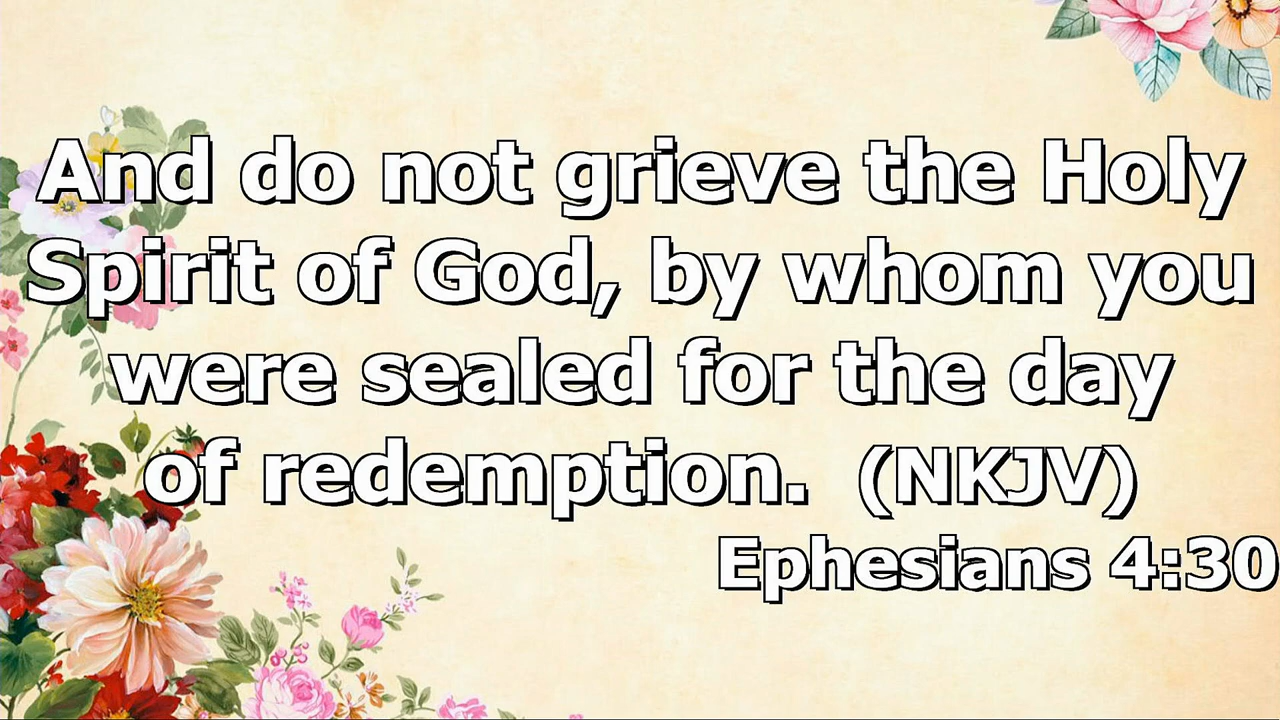 And do not grieve the Holy
Spirit of God, by whom you
were sealed for the day
of redemption. (NKJV)
Ephesians 4:30